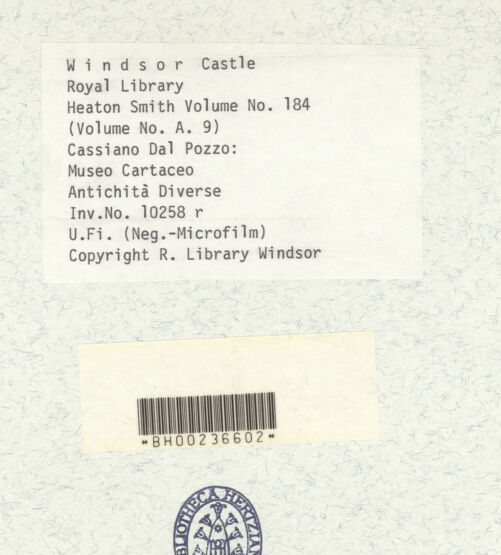 W i n d s o r Castle
Royal Library
Heaton Smith Volume No. 184
(Volume No. A. 9)
Cassiano Dal Pozzo:
Museo Cartaceo
Antichità Diverse
Inv.No. 10258 r
U.Fi. (Neg.-Microfilm)
Copyright R. Library Windsor
*BH00236602*